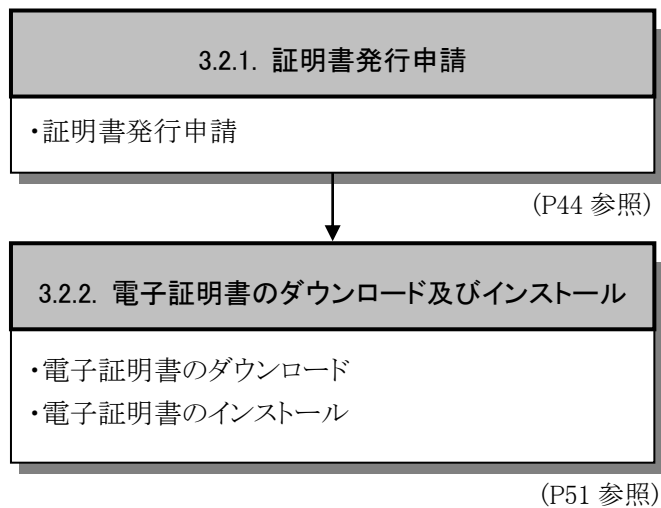 3.2.1. 証明書発行申請
・証明書発行申請
(P44 参照)
3.2.2. 電子証明書のダウンロード及びインストール
・電子証明書のダウンロード
・電子証明書のインストール
(P51 参照)